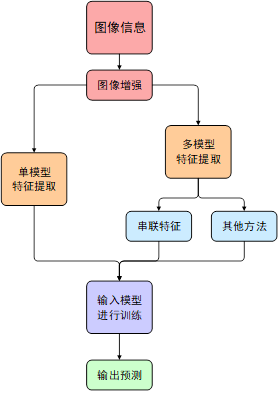 图像信息
图像增强
单模型
特征提取
多模型
特征提取
串联特征
其他方法
输入模型
进行训练
输出预测